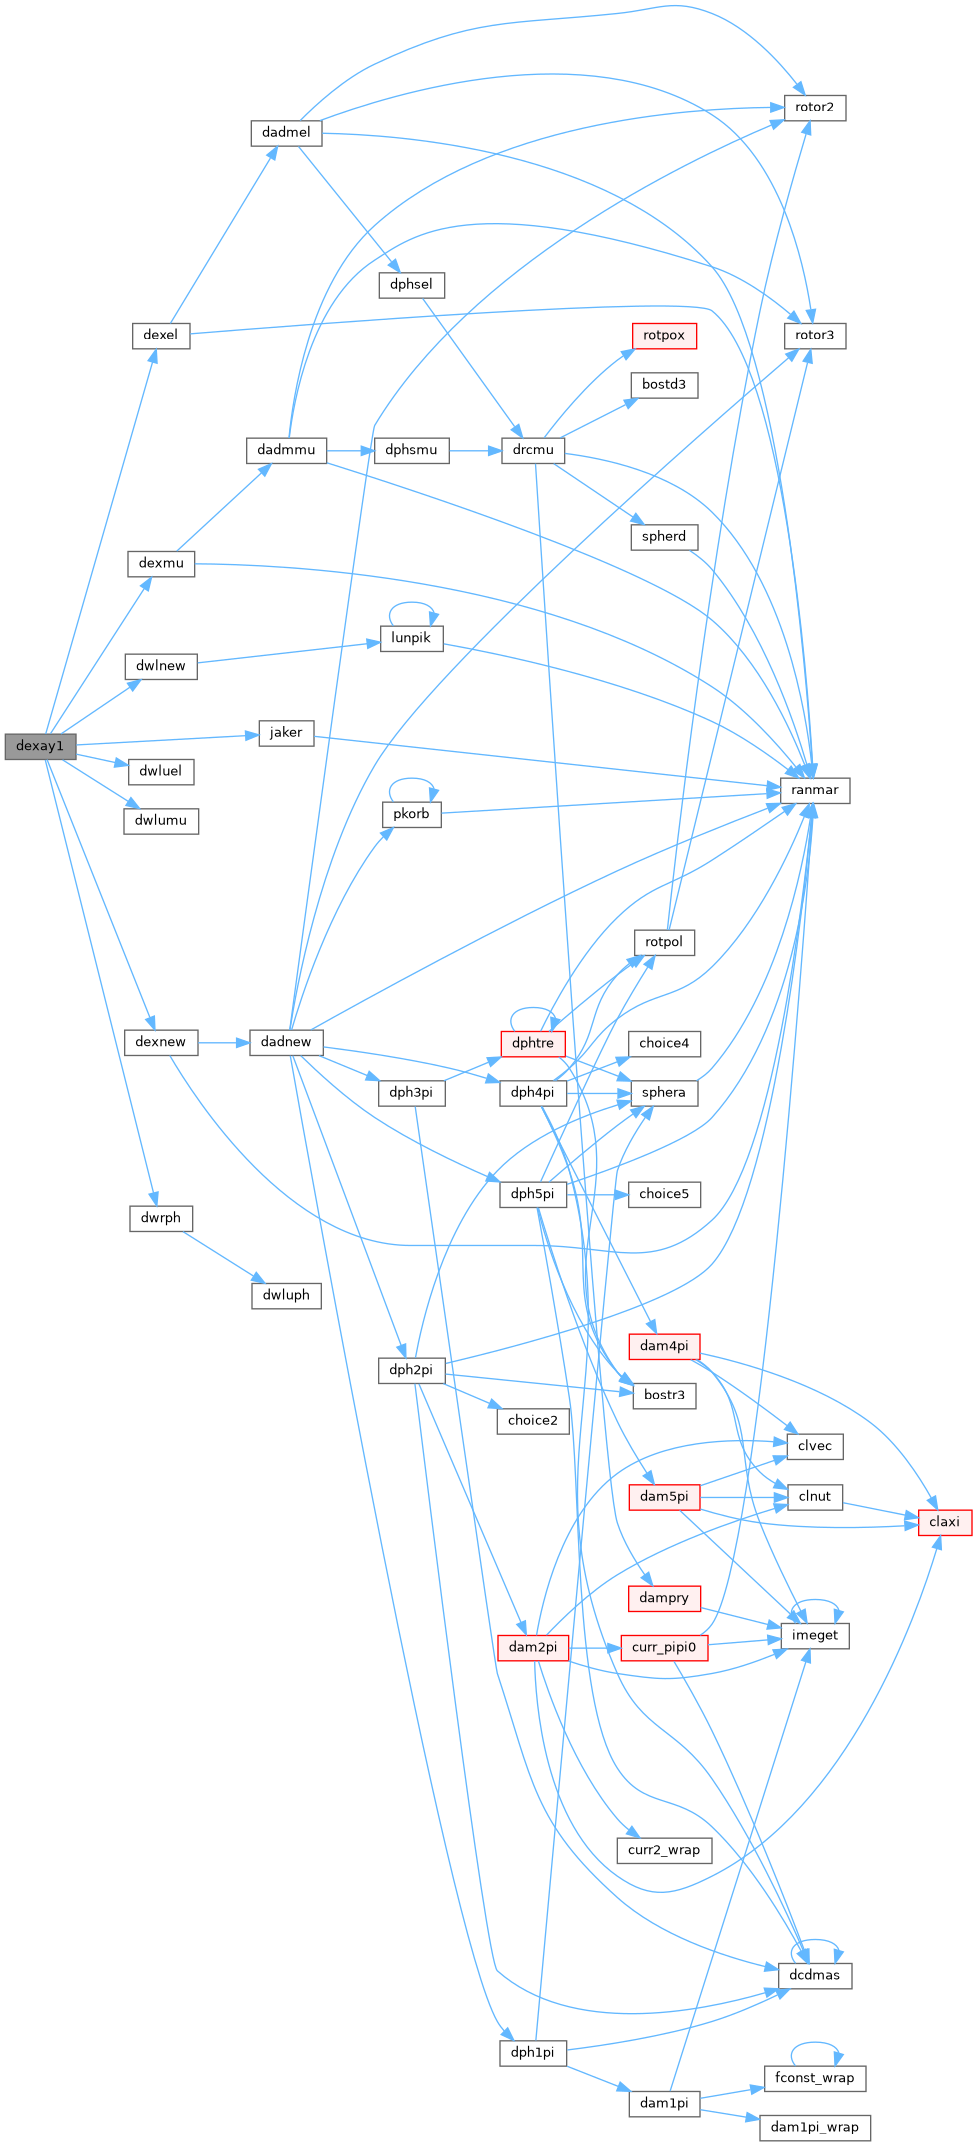 rotor2
dadmel
dphsel
dexel
rotpox
rotor3
bostd3
dadmmu
dphsmu
drcmu
spherd
dexmu
lunpik
dwlnew
jaker
dexay1
dwluel
ranmar
dwlumu
pkorb
rotpol
dexnew
dadnew
dphtre
choice4
dph3pi
dph4pi
sphera
dph5pi
choice5
dwrph
dwluph
dam4pi
dph2pi
bostr3
choice2
clvec
dam5pi
clnut
claxi
dampry
imeget
dam2pi
curr_pipi0
curr2_wrap
dcdmas
dph1pi
fconst_wrap
dam1pi
dam1pi_wrap